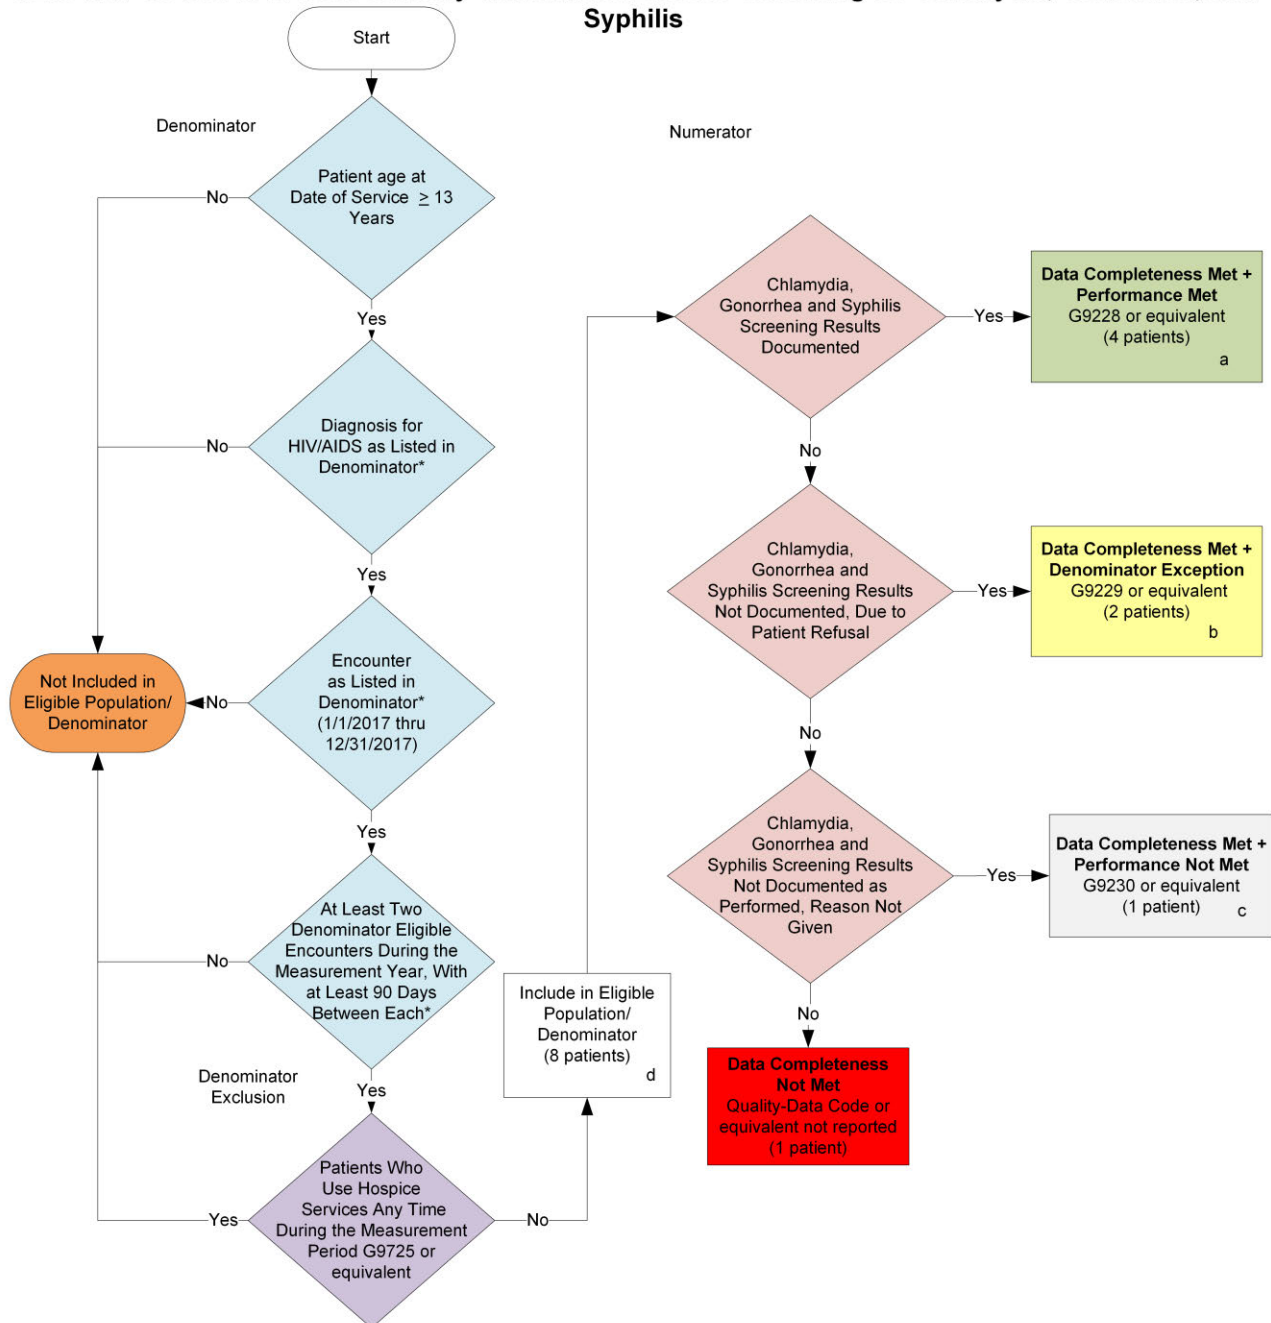 Syphilis
Start
Denominator
Numerator
Patient age at
Date of Service ≥ 13
Years
No
Yes
Diagnosis for
HIV/AIDS as Listed in
Denominator*
No
Yes
Encounter
as Listed in
Denominator*
(1/1/2017 thru
12/31/2017)
No
Not Included in
Eligible Population/
Denominator
Yes
At Least Two
Denominator Eligible
Encounters During the
Measurement Year, With
at Least 90 Days
Between Each*
No
Denominator
Exclusion
Yes
Patients Who
Use Hospice
Services Any Time
During the Measurement
Period G9725 or
equivalent
Yes
No
Include in Eligible
Population/
Denominator
(8 patients)
d
Chlamydia,
Gonorrhea and Syphilis
Screening Results
Documented
Yes
Data Completeness Met +
Performance Met
G9228 or equivalent
(4 patients)
a
No
Chlamydia,
Gonorrhea and
Syphilis Screening Results
Not Documented, Due to
Patient Refusal
Yes
Data Completeness Met +
Denominator Exception
G9229 or equivalent
(2 patients)
b
No
Chlamydia,
Gonorrhea and
Syphilis Screening Results
Not Documented as
Performed, Reason Not
Given
Yes
Data Completeness Met +
Performance Not Met
G9230 or equivalent
(1 patient)
c
No
Data Completeness
Not Met
Quality-Data Code or
equivalent not reported
(1 patient)